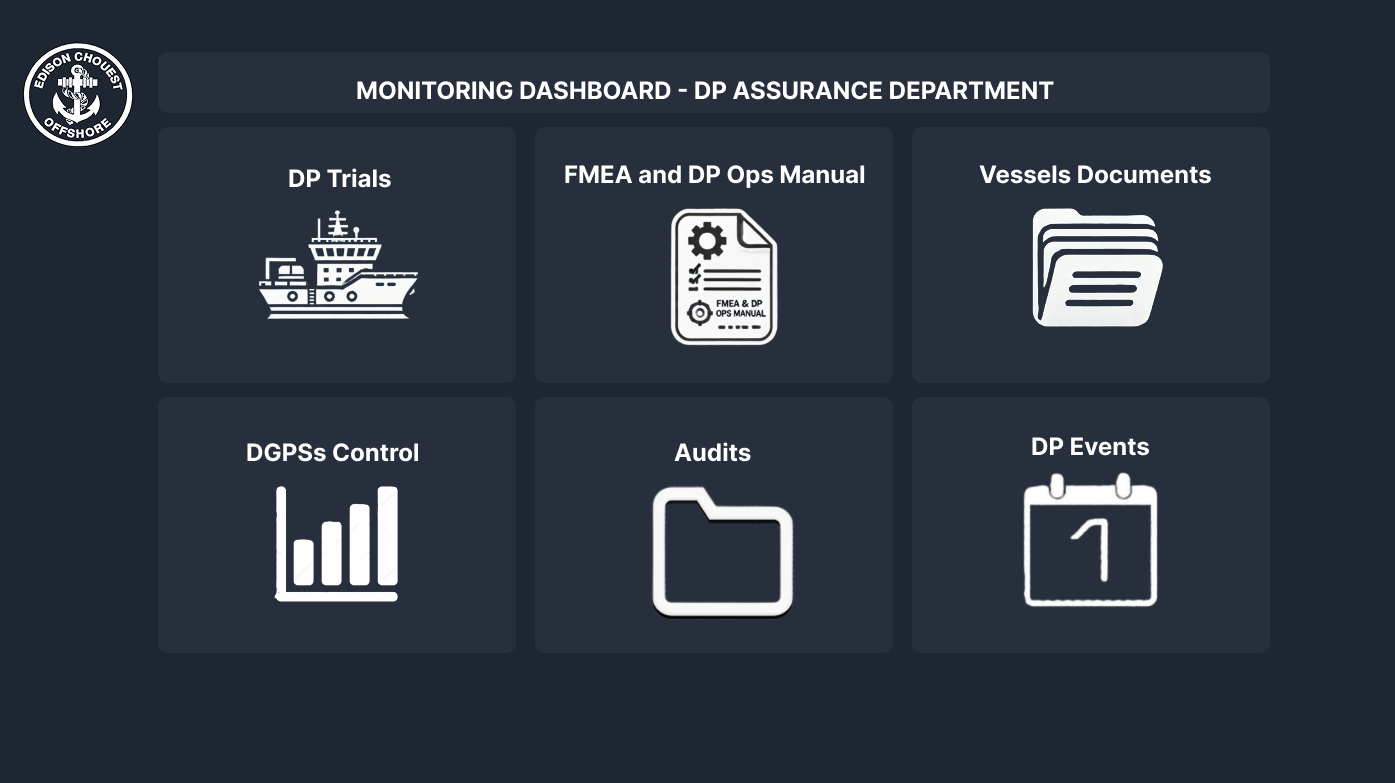 EDISON CHOUEST
OFFSHORE
MONITORING DASHBOARD - DP ASSURANCE DEPARTMENT
DP Trials
FMEA and DP Ops Manual
Vessels Documents
FMEA & DP
OPS MANUAL
DGPSs Control
Audits
DP Events
1